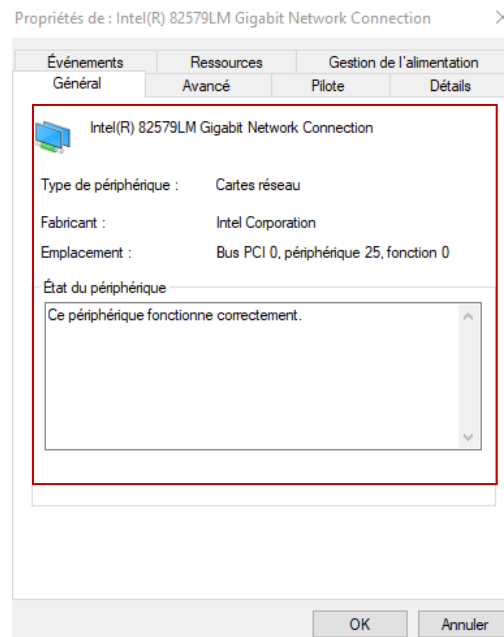 Propriétés de : Intel(R) 82579LM Gigabit Network Connection
Événements Ressources Gestion de l'alimentation
Général Avancé Pilote Détails
Intel(R) 82579LM Gigabit Network Connection
Type de périphérique : Cartes réseau
Fabricant : Intel Corporation
Emplacement : Bus PCI 0, périphérique 25, fonction 0
État du périphérique
Ce périphérique fonctionne correctement.
OK Annuler